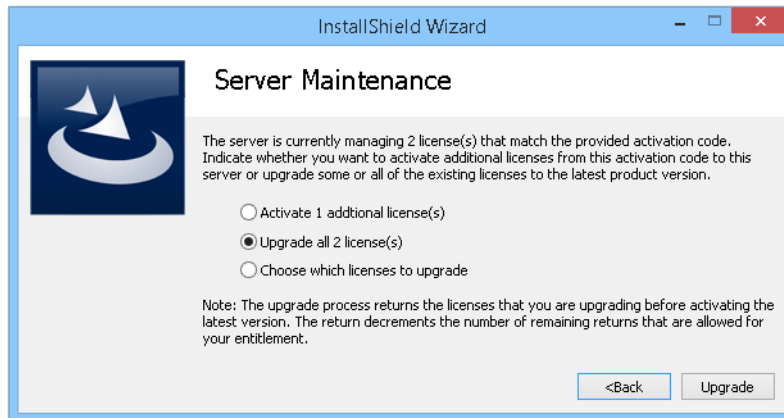 InstallShield Wizard
Server Maintenance
The server is currently managing 2 license(s) that match the provided activation code.
Indicate whether you want to activate additional licenses from this activation code to this
server or upgrade some or all of the existing licenses to the latest product version.
Activate 1 addtional license(s)
Upgrade all 2 license(s)
Choose which licenses to upgrade
Note: The upgrade process returns the licenses that you are upgrading before activating the
latest version. The return decrements the number of remaining returns that are allowed for
your entitlement.
<Back Upgrade